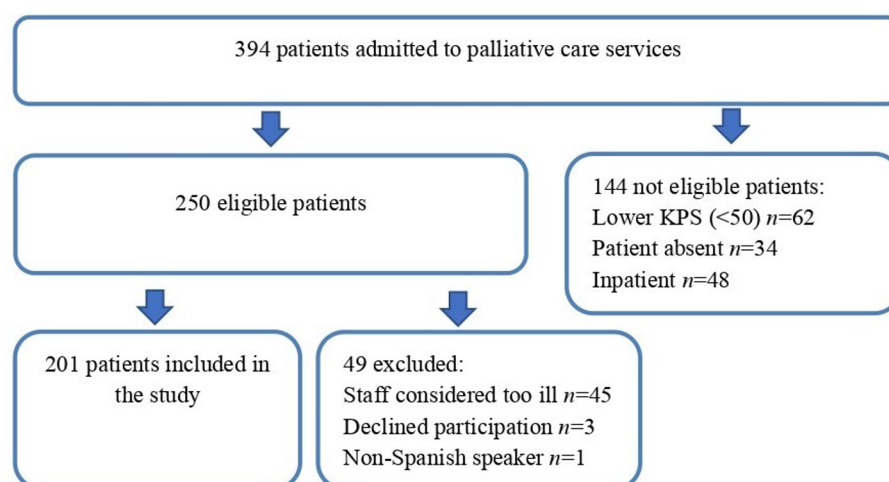 394 patients admitted to palliative care services
250 eligible patients
144 not eligible patients:
Lower KPS (<50) n=62
Patient absent n=34
Inpatient n=48
201 patients included in
the study
49 excluded:
Staff considered too ill n=45
Declined participation n=3
Non-Spanish speaker n=1